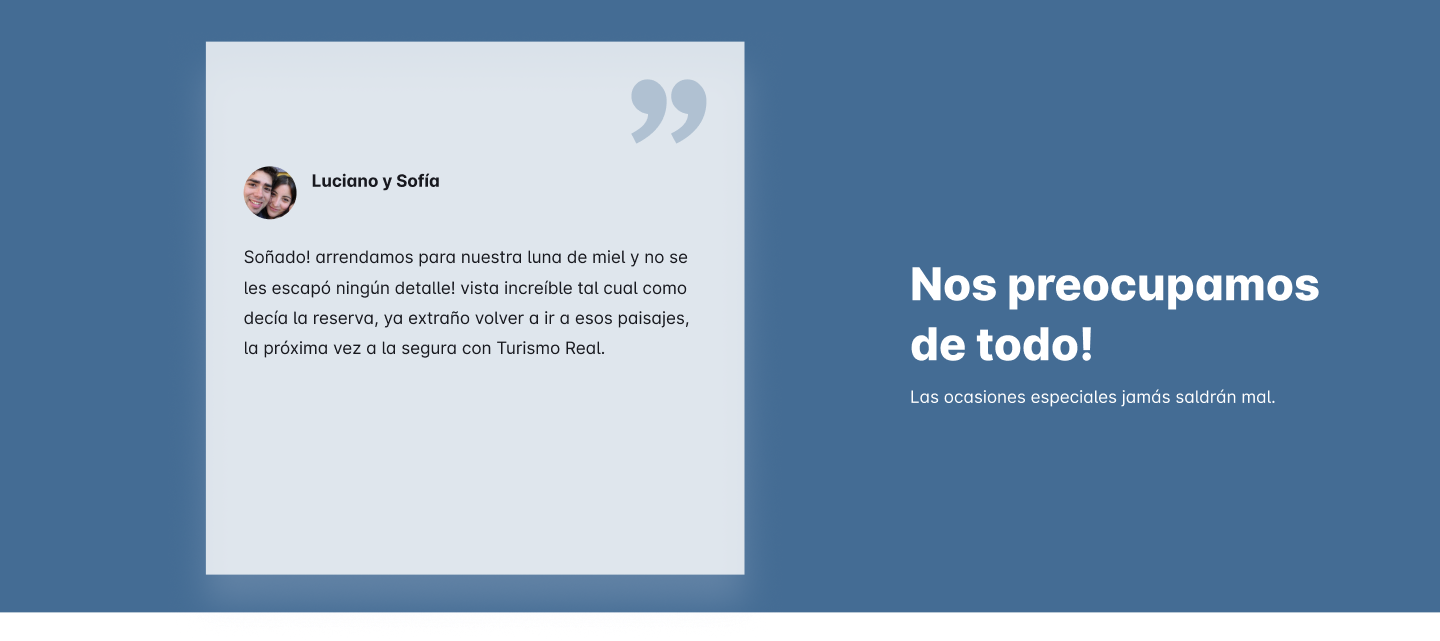 ”
Luciano y Sofía
Soñado! arrendamos para nuestra luna de miel y no se
les escapó ningún detalle! vista increíble tal cual como
decía la reserva, ya extraño volver a ir a esos paisajes,
la próxima vez a la segura con Turismo Real.
Nos preocupamos
de todo!
Las ocasiones especiales jamás saldrán mal.